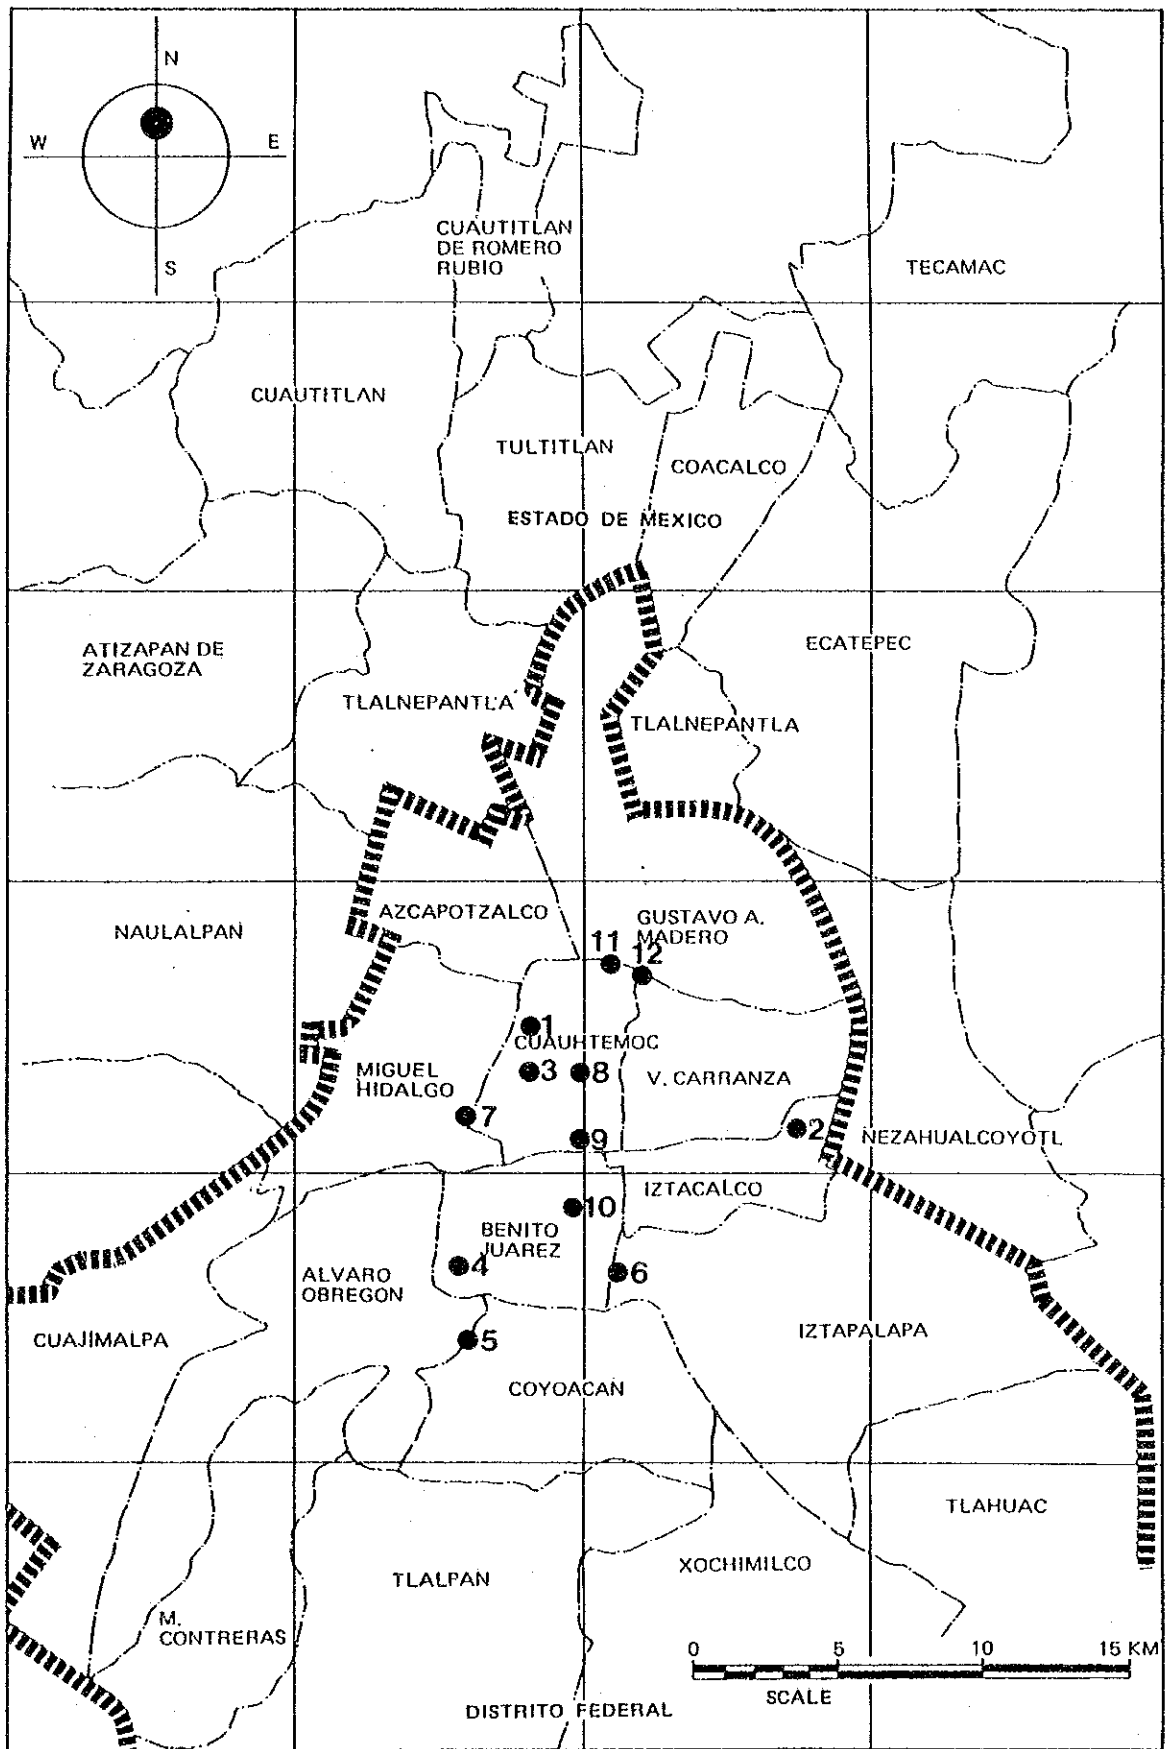 N
W E
S
CUAUTITLAN
DE ROMERO
RUBIO
TECAMAC
CUAUTITLAN
TULTITLAN
COACALCO
ESTADO DE MEXICO
ATIZAPAN DE
ZARAGOZA
ECATEPEC
TLALNEPANTLA
TLALNEPANTLA
AZCAPOTZALCO
GUSTAVO A.
MADERO
NAULALPAN
11
12
1
CUAUHTEMOC
3
8
V. CARRANZA
MIGUEL
HIDALGO
7
2
NEZAHUALCOYOTL
9
IZTACALCO
10
BENITO
JUAREZ
4
6
ALVARO
OBREGON
CUAJIMALPA
IZTAPALAPA
5
COYOACAN
TLAHUAC
XOCHIMILCO
TLALPAN
M.
CONTRERAS
0 5 10 15 KM
SCALE
DISTRITO FEDERAL